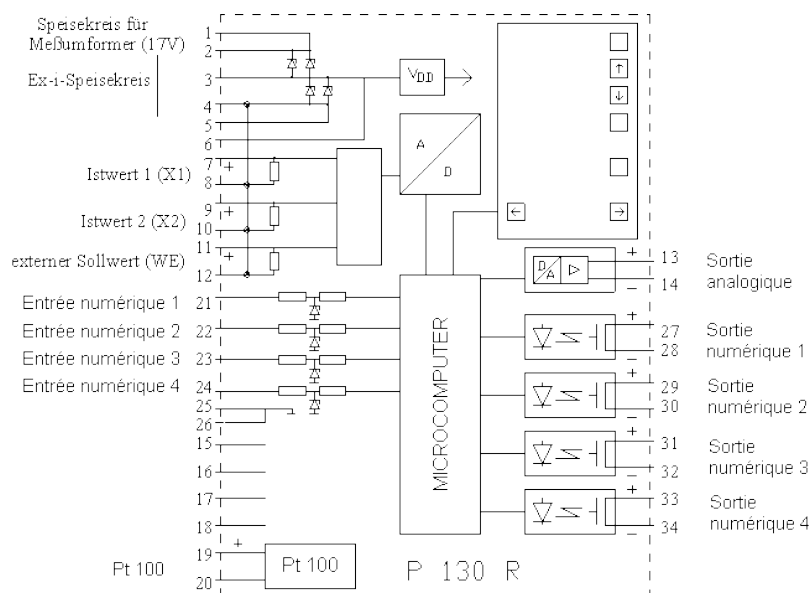 Speisekreis für
Meßumformer (17V)
Ex-i-Speisekreis
1
2
3
4
5
6
VDD
Istwert 1 (X1)
7
+
8
Istwert 2 (X2)
9
+
10
externer Sollwert (WE)
11
+
12
A
D
Entrée numérique 1
21
Entrée numérique 2
22
Entrée numérique 3
23
Entrée numérique 4
24
25
26
15
16
17
18
Pt 100
19
+
20
Pt 100
MICROCOMPUTER
P 130 R
D
A
+
13
14
−
Sortie
analogique
+
27
28
−
Sortie
numérique 1
+
29
30
−
Sortie
numérique 2
+
31
32
−
Sortie
numérique 3
+
33
34
−
Sortie
numérique 4